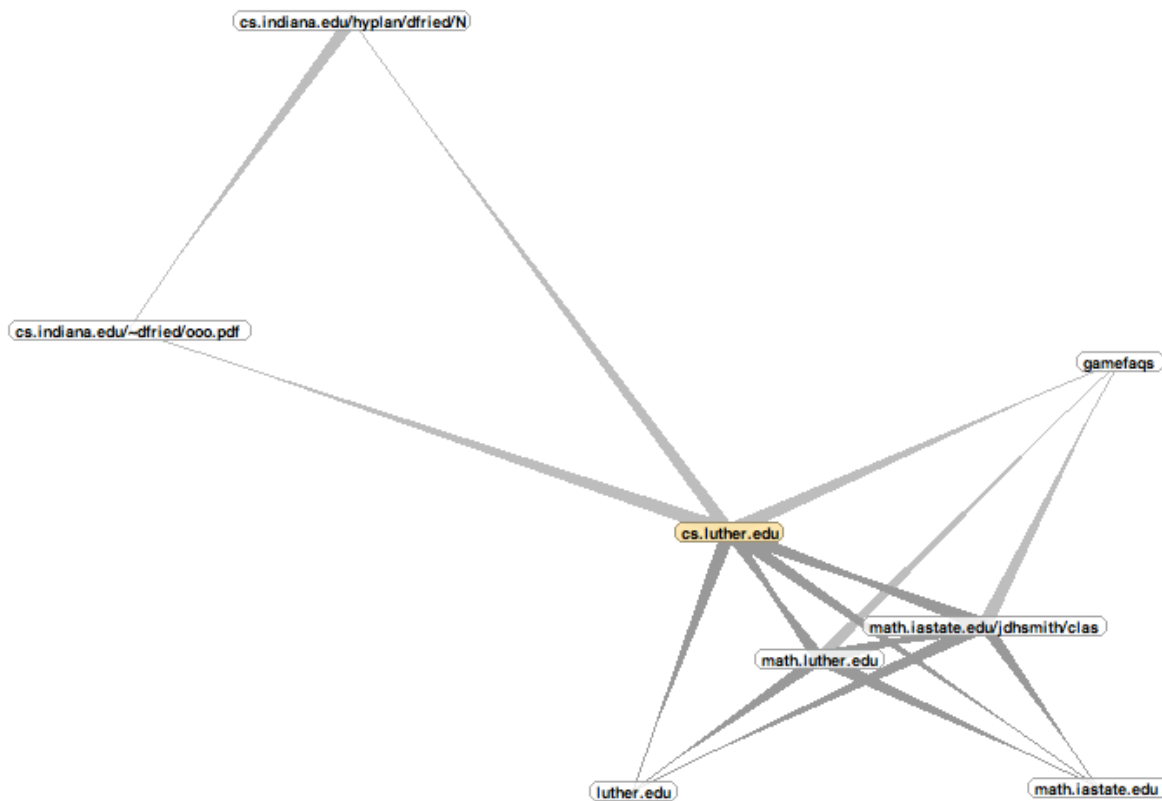 cs.indiana.edu/hyplan/dfried/N
cs.indiana.edu/~dfried/ooo.pdf
gamefaqs
cs.luther.edu
math.iastate.edu/jdhsmith/clas
math.luther.edu
luther.edu
math.iastate.edu